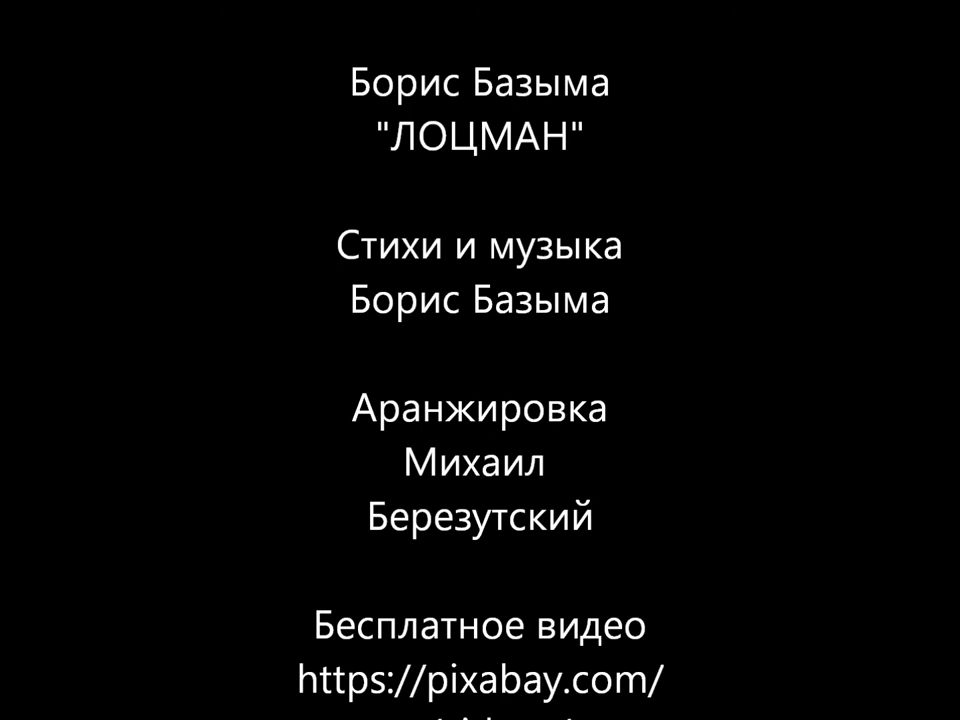 Борис Базыма
"ЛОЦМАН"
Стихи и музыка
Борис Базыма
Аранжировка
Михаил
Березутский
Бесплатное видео
https://pixabay.com/